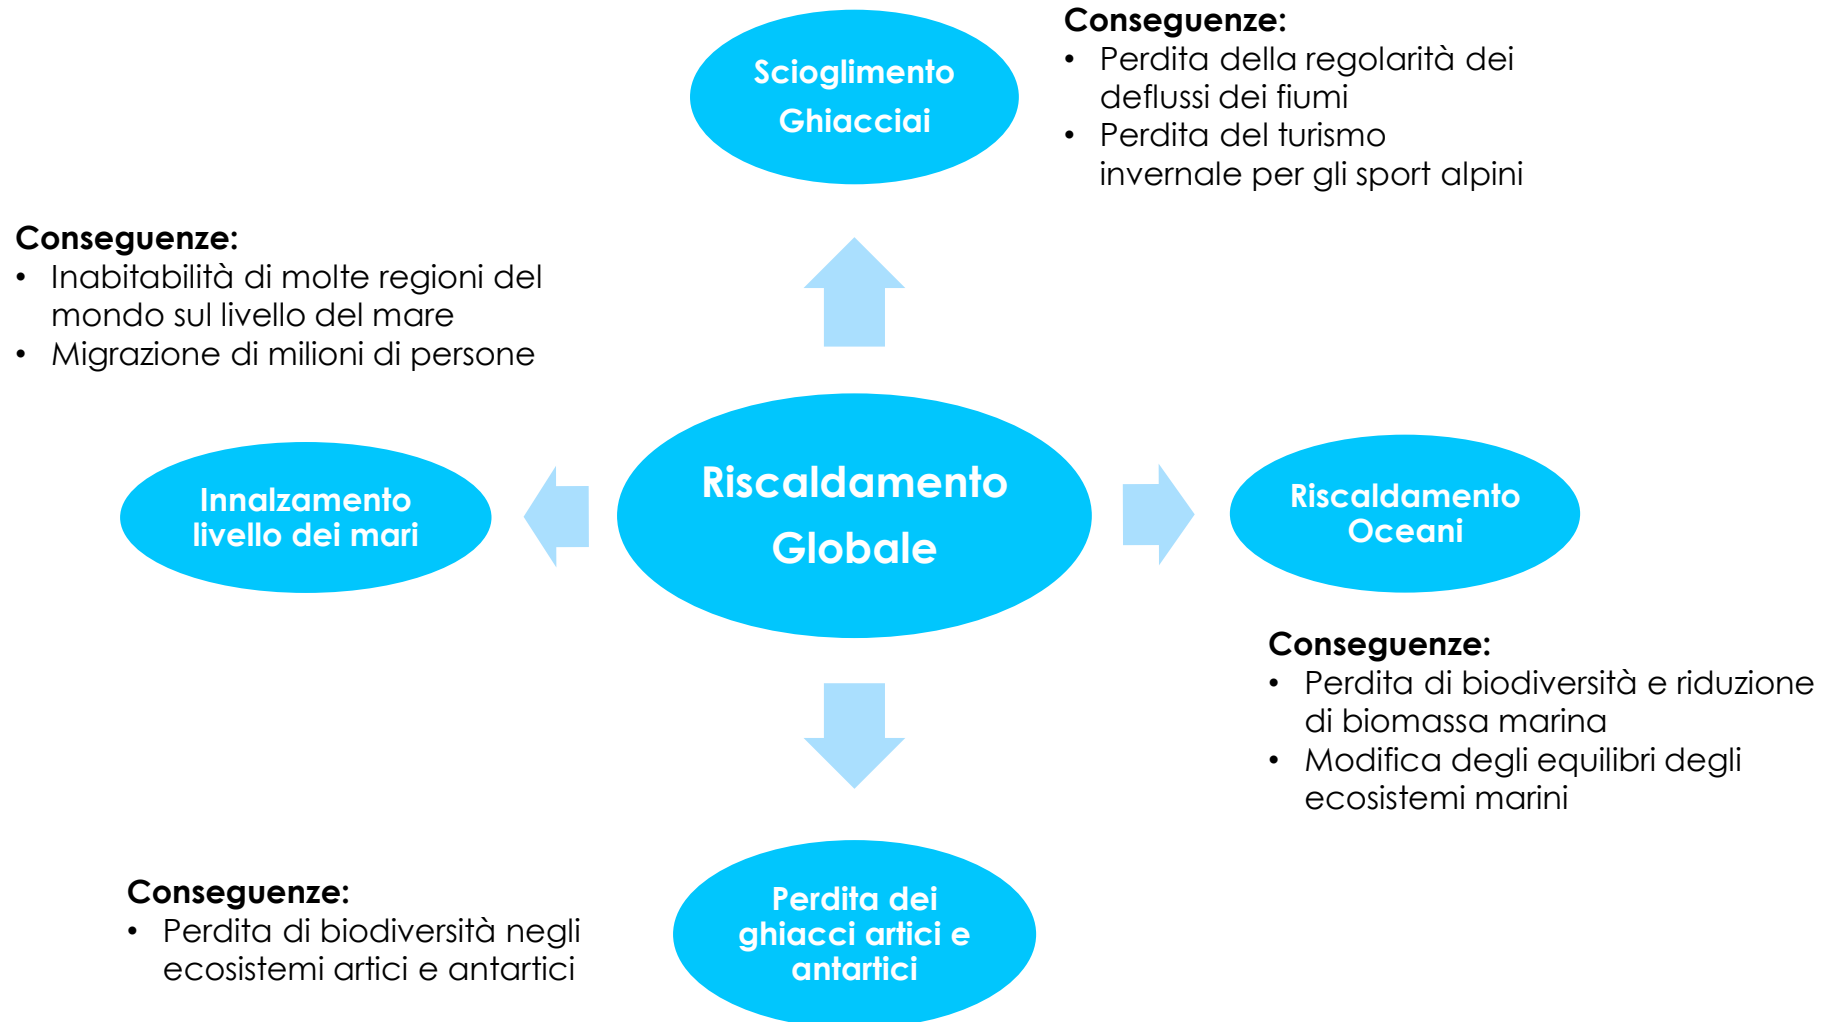 Scioglimento
Ghiacciai
Conseguenze:
• Perdita della regolarità dei
deflussi dei fiumi
• Perdita del turismo
invernale per gli sport alpini
Conseguenze:
• Inabitabilità di molte regioni del
mondo sul livello del mare
• Migrazione di milioni di persone
Innalzamento
livello dei mari
Riscaldamento
Globale
Riscaldamento
Oceani
Conseguenze:
• Perdita di biodiversità e riduzione
di biomassa marina
• Modifica degli equilibri degli
ecosistemi marini
Conseguenze:
• Perdita di biodiversità negli
ecosistemi artici e antartici
Perdita dei
ghiacci artici e
antartici